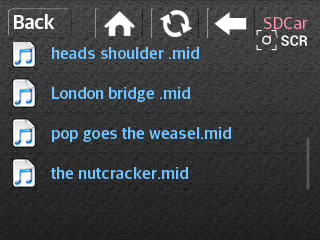 Back
SDCar
SCR
heads shoulder .mid
London bridge .mid
pop goes the weasel.mid
the nutcracker.mid